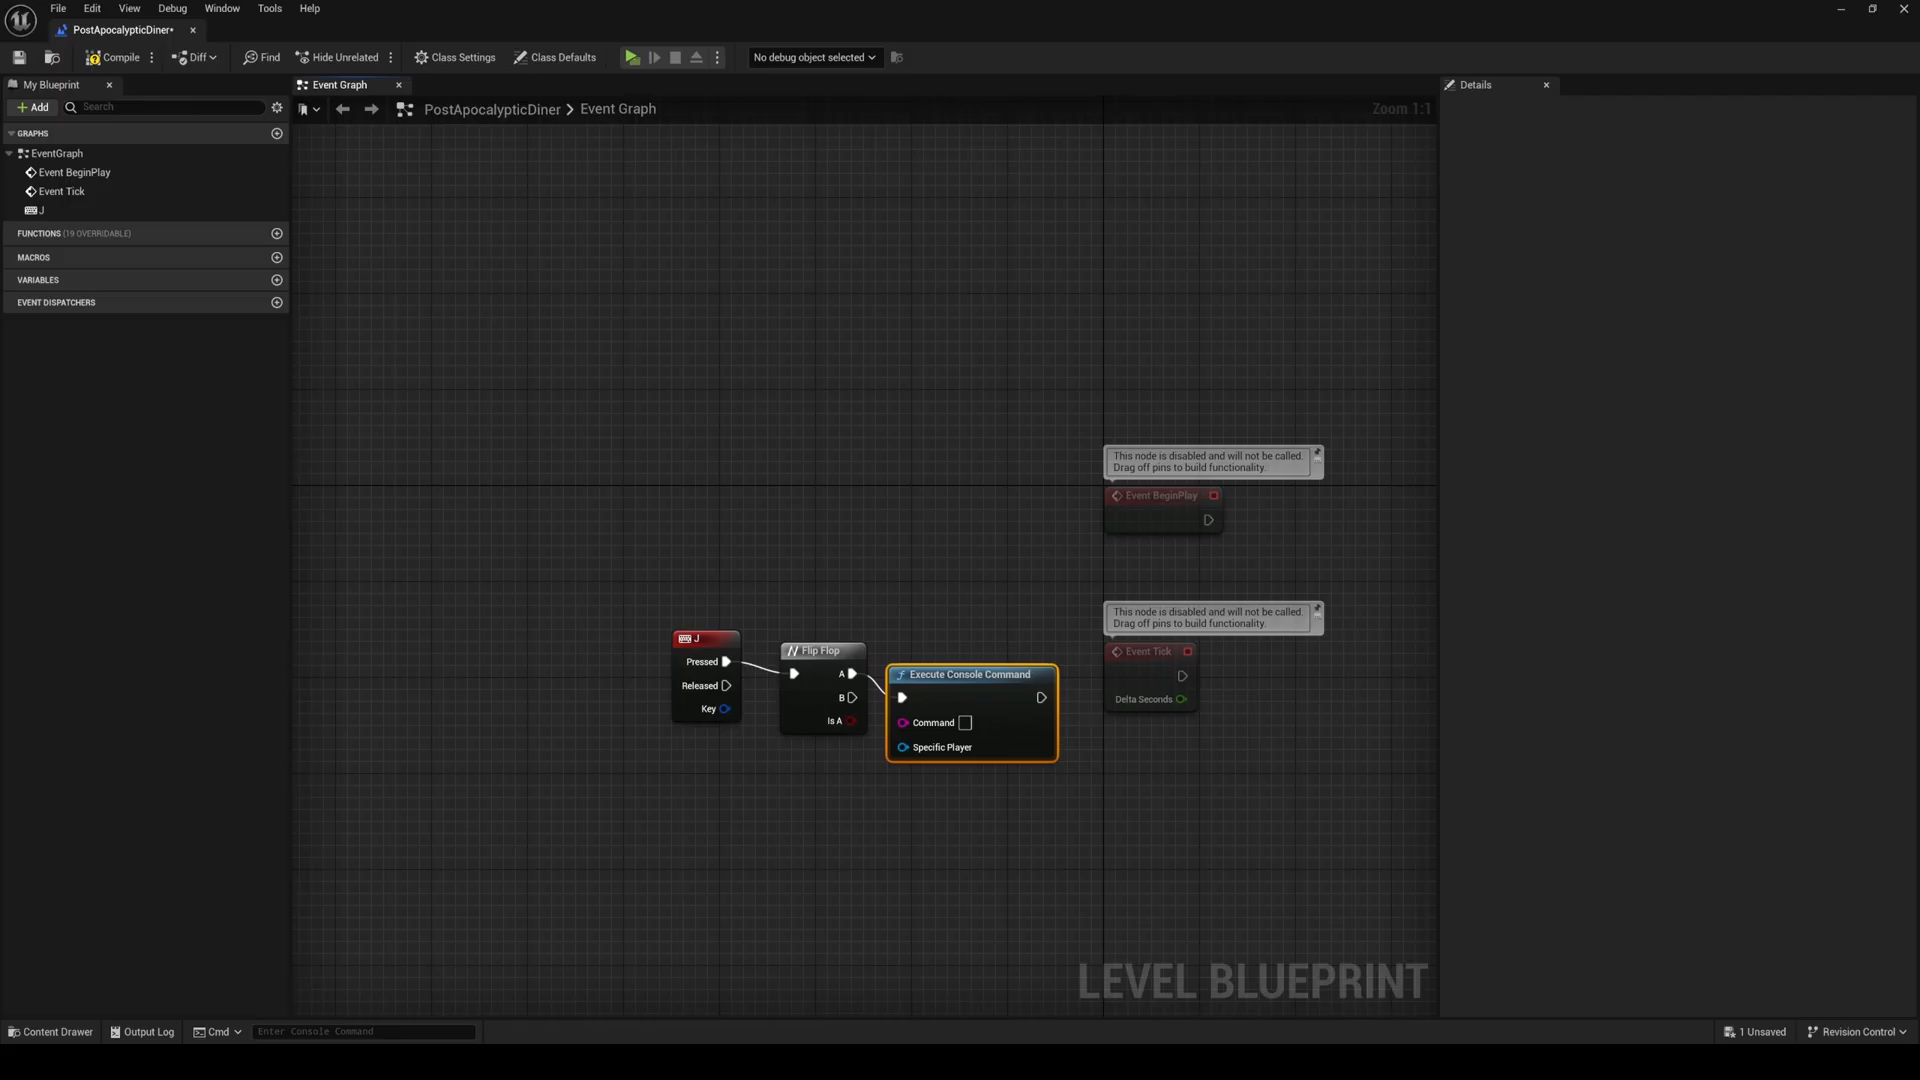 File Edit View Debug Window Tools Help
PostApocalypticDiner*
Compile Diff Find Hide Unrelated Class Settings Class Defaults No debug object selected
My Blueprint Event Graph Details
Add Search PostApocalypticDiner > Event Graph Zoom 1:1
GRAPHS
EventGraph
Event BeginPlay
Event Tick
J
FUNCTIONS (19 OVERRIDABLE)
MACROS
VARIABLES
EVENT DISPATCHERS
This node is disabled and will not be called.
Drag off pins to build functionality.
Event BeginPlay
This node is disabled and will not be called.
Drag off pins to build functionality.
Event Tick
Delta Seconds
J
Pressed
Released
Key
Flip Flop
A
B
Is A
Execute Console Command
Command
Specific Player
LEVEL BLUEPRINT
Content Drawer Output Log Cmd Enter Console Command 1 Unsaved Revision Control